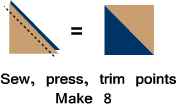 =
Sew, press, trim points
Make 8